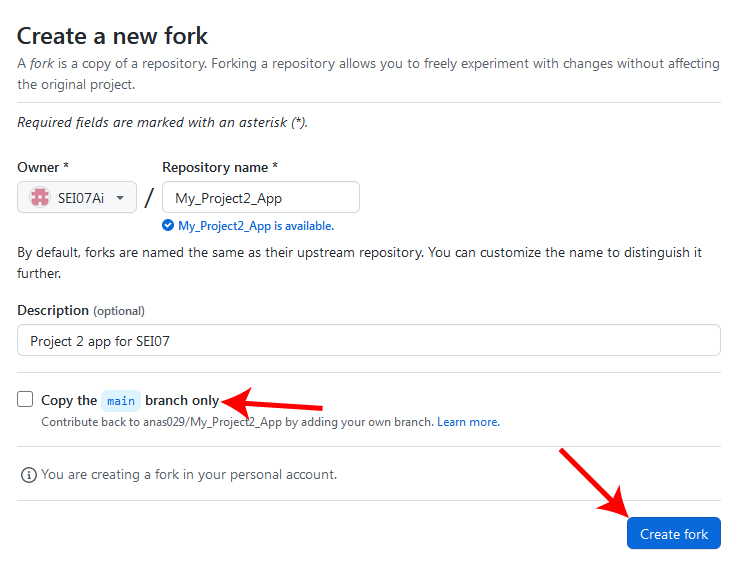 Create a new fork
A fork is a copy of a repository. Forking a repository allows you to freely experiment with changes without affecting
the original project.
Required fields are marked with an asterisk (*).
Owner * Repository name *
SEI07Ai / My_Project2_App
My_Project2_App is available.
By default, forks are named the same as their upstream repository. You can customize the name to distinguish it
further.
Description (optional)
Project 2 app for SEI07
Copy the main branch only
Contribute back to anas029/My_Project2_App by adding your own branch. Learn more.
You are creating a fork in your personal account.
Create fork